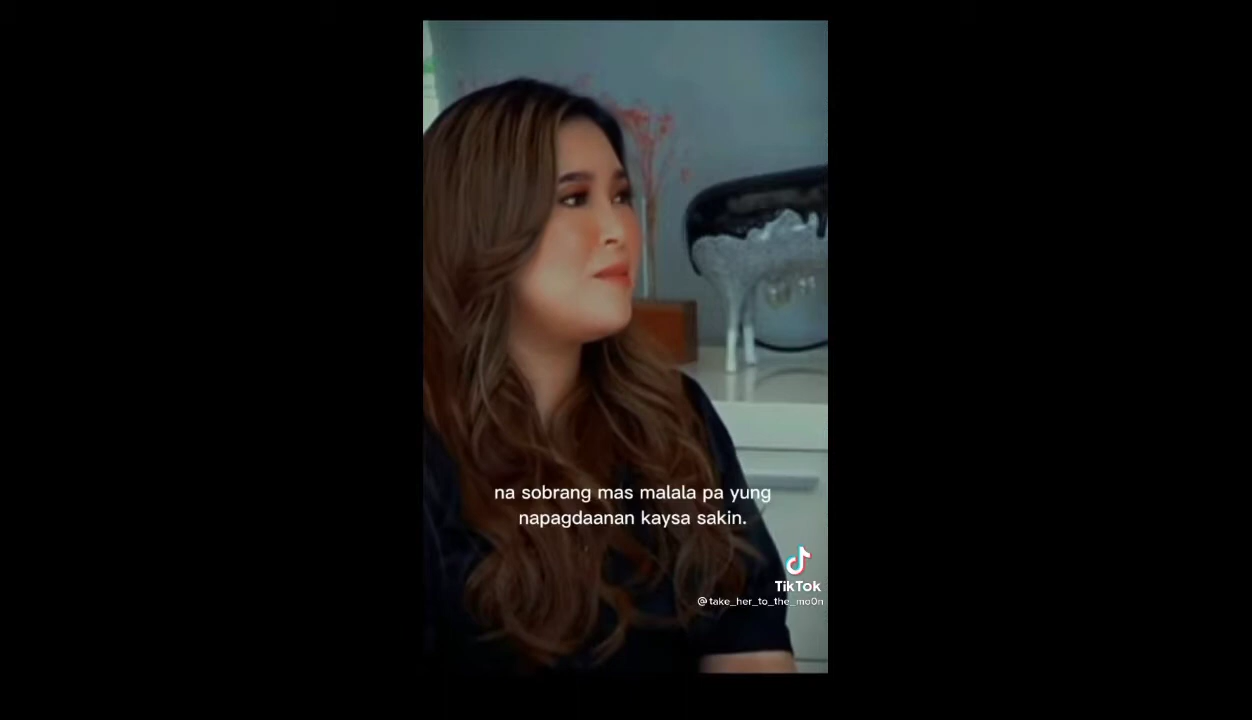 na sobrang mas malala pa yung
napagdaanan kaysa sakin.
TikTok
@take_her_to_the_mo0n